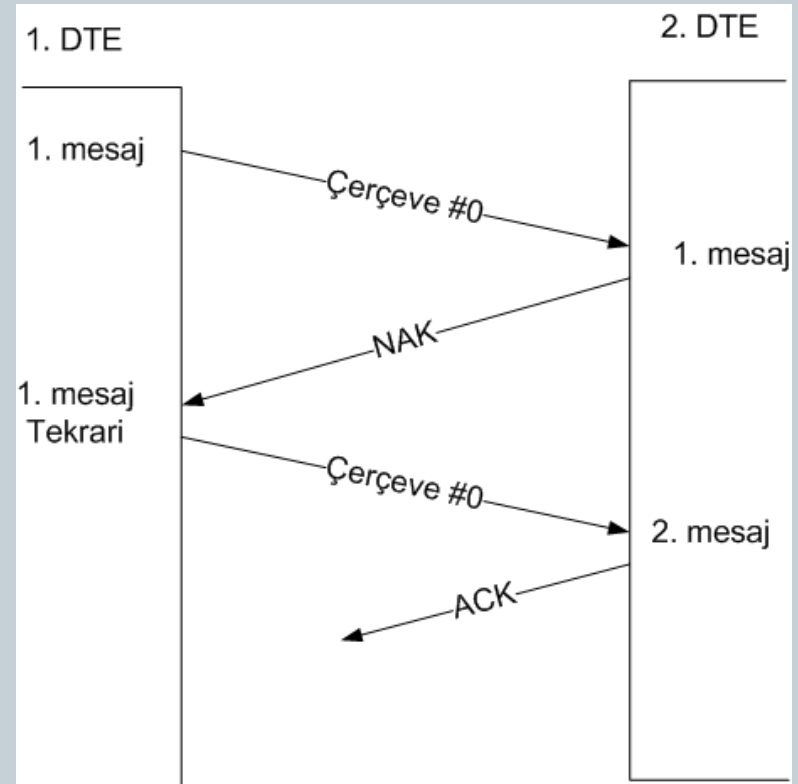 1. DTE
2. DTE
1. mesaj
Çerçeve #0
1. mesaj
NAK
1. mesaj
Tekrari
Çerçeve #0
2. mesaj
ACK